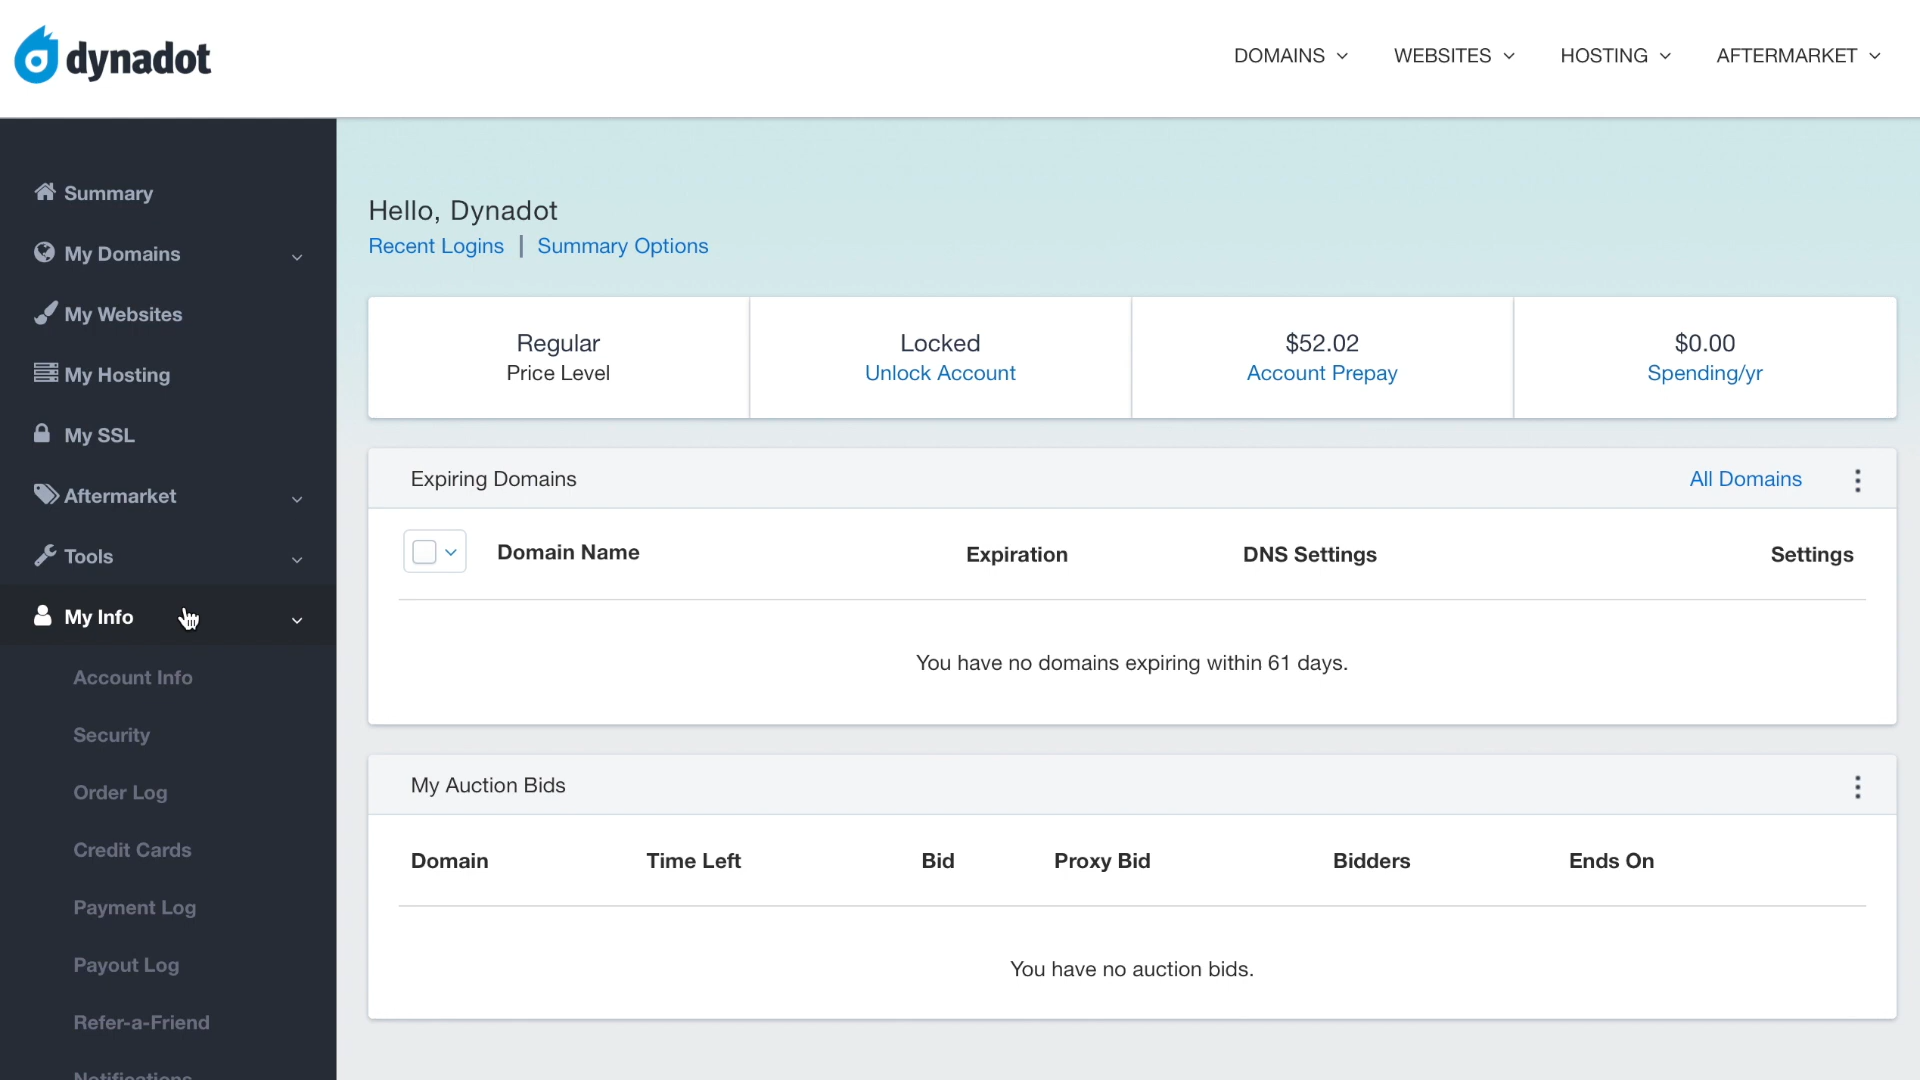 dynadot
DOMAINS
WEBSITES
HOSTING
AFTERMARKET
Summary
My Domains
My Websites
My Hosting
My SSL
Aftermarket
Tools
My Info
Account Info
Security
Order Log
Credit Cards
Payment Log
Payout Log
Refer-a-Friend
Notifications
Hello, Dynadot
Recent Logins | Summary Options
Regular
Price Level
Locked
Unlock Account
$52.02
Account Prepay
$0.00
Spending/yr
Expiring Domains
All Domains
Domain Name
Expiration
DNS Settings
Settings
You have no domains expiring within 61 days.
My Auction Bids
Domain
Time Left
Bid
Proxy Bid
Bidders
Ends On
You have no auction bids.